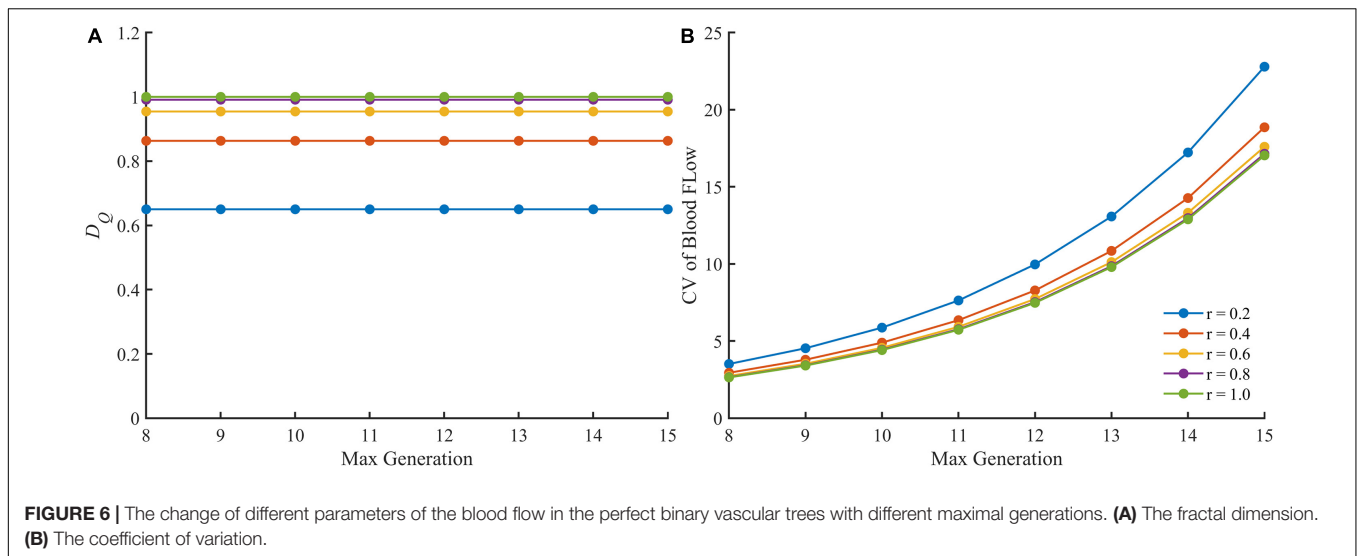 A
1.2
1
0.8
0.6
0.4
0.2
0
D_Q
8 9 10 11 12 13 14 15
Max Generation
B
25
20
15
10
5
0
CV of Blood FLow
8 9 10 11 12 13 14 15
Max Generation
r = 0.2
r = 0.4
r = 0.6
r = 0.8
r = 1.0
FIGURE 6 | The change of different parameters of the blood flow in the perfect binary vascular trees with different maximal generations. (A) The fractal dimension.
(B) The coefficient of variation.